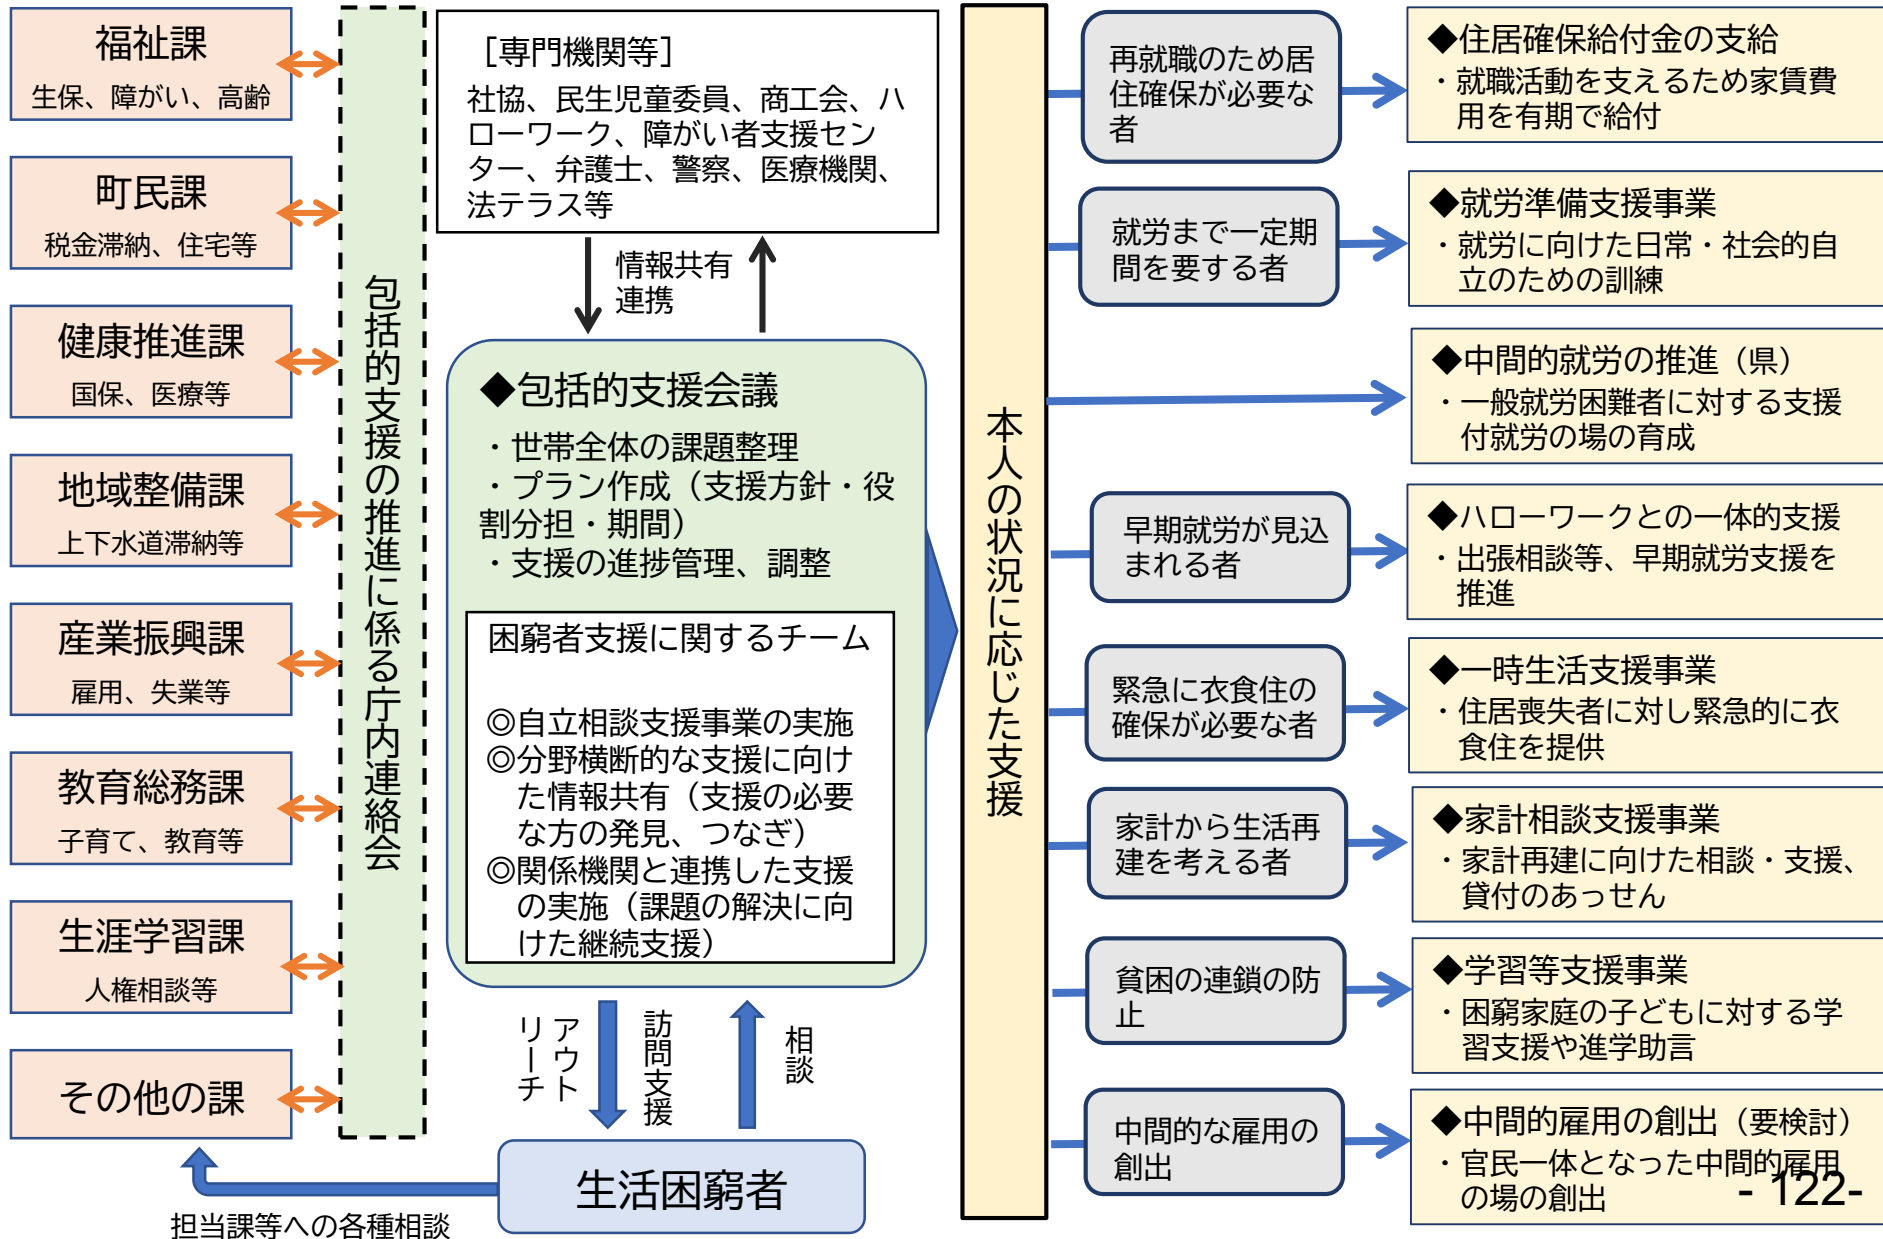 福祉課
生保、障がい、高齢
町民課
税金滞納、住宅等
健康推進課
国保、医療等
地域整備課
上下水道滞納等
産業振興課
雇用、失業等
教育総務課
子育て、教育等
生涯学習課
人権相談等
その他の課
包括的支援の推進に係る庁内連絡会
［専門機関等］
社協、民生児童委員、商工会、ハ
ローワーク、障がい者支援セン
ター、弁護士、警察、医療機関、
法テラス等
情報共有
連携
◆包括的支援会議
・世帯全体の課題整理
・プラン作成（支援方針・役
割分担・期間）
・支援の進捗管理、調整
困窮者支援に関するチーム
◎自立相談支援事業の実施
◎分野横断的な支援に向け
た情報共有（支援の必要
な方の発見、つなぎ）
◎関係機関と連携した支援
の実施（課題の解決に向
けた継続支援）
アウト
リーチ
訪問支援
相談
生活困窮者
担当課等への各種相談
本人の状況に応じた支援
再就職のため居
住確保が必要な
者
◆住居確保給付金の支給
・就職活動を支えるため家賃費
用を有期で給付
就労まで一定期
間を要する者
◆就労準備支援事業
・就労に向けた日常・社会的自
立のための訓練
◆中間的就労の推進（県）
・一般就労困難者に対する支援
付就労の場の育成
早期就労が見込
まれる者
◆ハローワークとの一体的支援
・出張相談等、早期就労支援を
推進
緊急に衣食住の
確保が必要な者
◆一時生活支援事業
・住居喪失者に対し緊急的に衣
食住を提供
家計から生活再
建を考える者
◆家計相談支援事業
・家計再建に向けた相談・支援、
貸付のあっせん
貧困の連鎖の防
止
◆学習等支援事業
・困窮家庭の子どもに対する学
習支援や進学助言
中間的な雇用の
創出
◆中間的雇用の創出（要検討）
・官民一体となった中間的雇用
の場の創出
- 122-